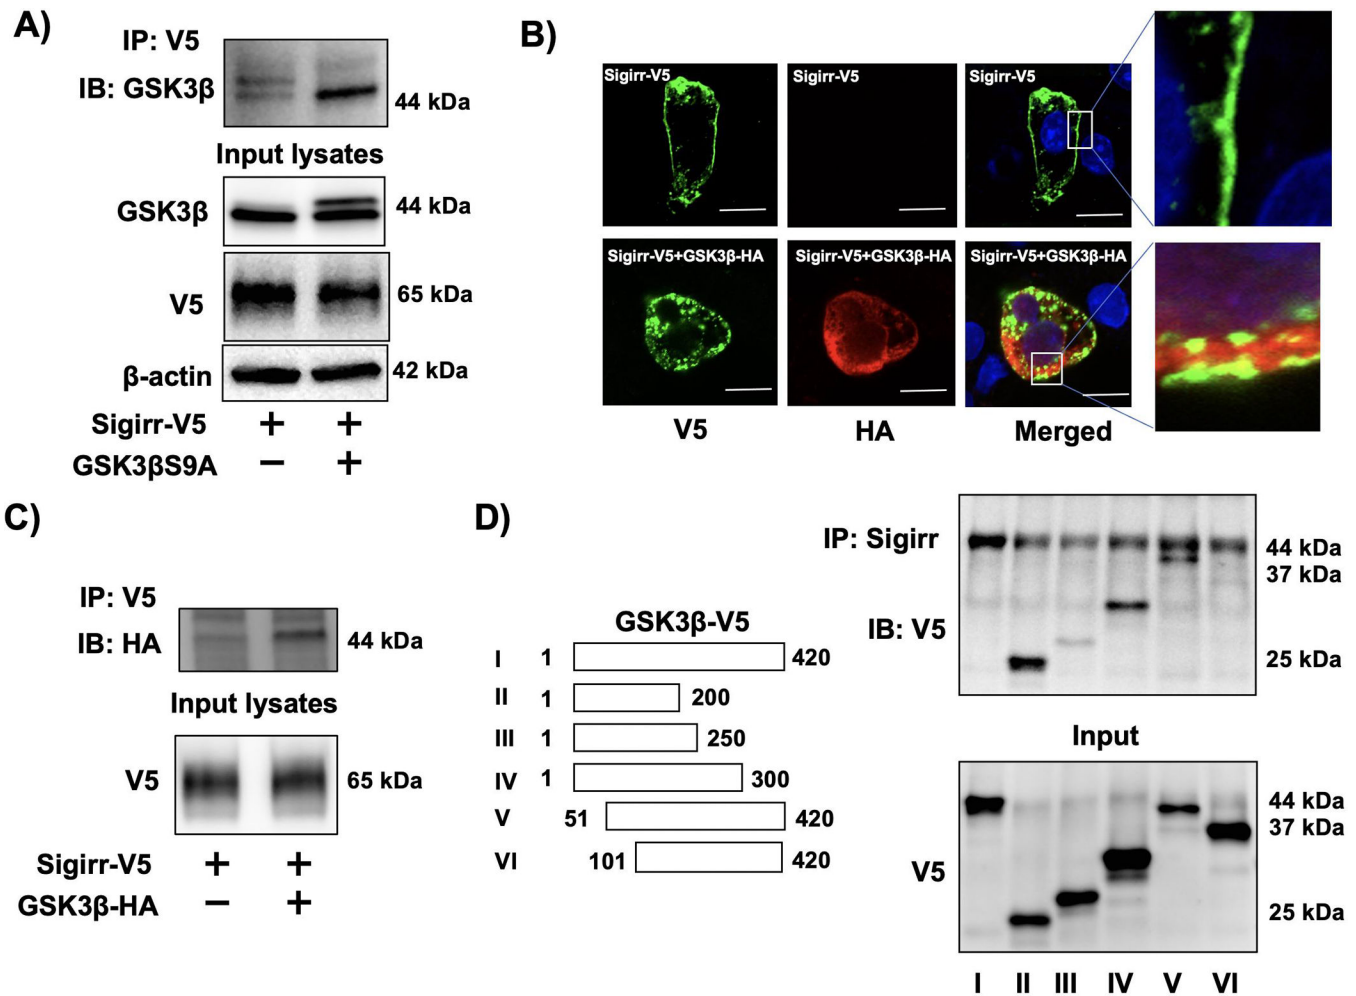 A)
IP: V5
IB: GSK3β
44 kDa
Input lysates
GSK3β
44 kDa
V5
65 kDa
β-actin
42 kDa
Sigirr-V5 + +
GSK3βS9A − +
B)
Sigirr-V5
Sigirr-V5
Sigirr-V5
Sigirr-V5+GSK3β-HA
Sigirr-V5+GSK3β-HA
Sigirr-V5+GSK3β-HA
V5
HA
Merged
C)
IP: V5
IB: HA
44 kDa
Input lysates
V5
65 kDa
Sigirr-V5 + +
GSK3β-HA − +
D)
GSK3β-V5
I 1 420
II 1 200
III 1 250
IV 1 300
V 51 420
VI 101 420
IP: Sigirr
IB: V5
44 kDa
37 kDa
25 kDa
Input
V5
44 kDa
37 kDa
25 kDa
I II III IV V VI